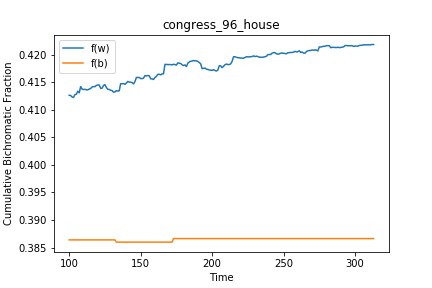 congress_96_house
f(w)
f(b)
Cumulative Bichromatic Fraction
0.420
0.415
0.410
0.405
0.400
0.395
0.390
0.385
100 150 200 250 300
Time